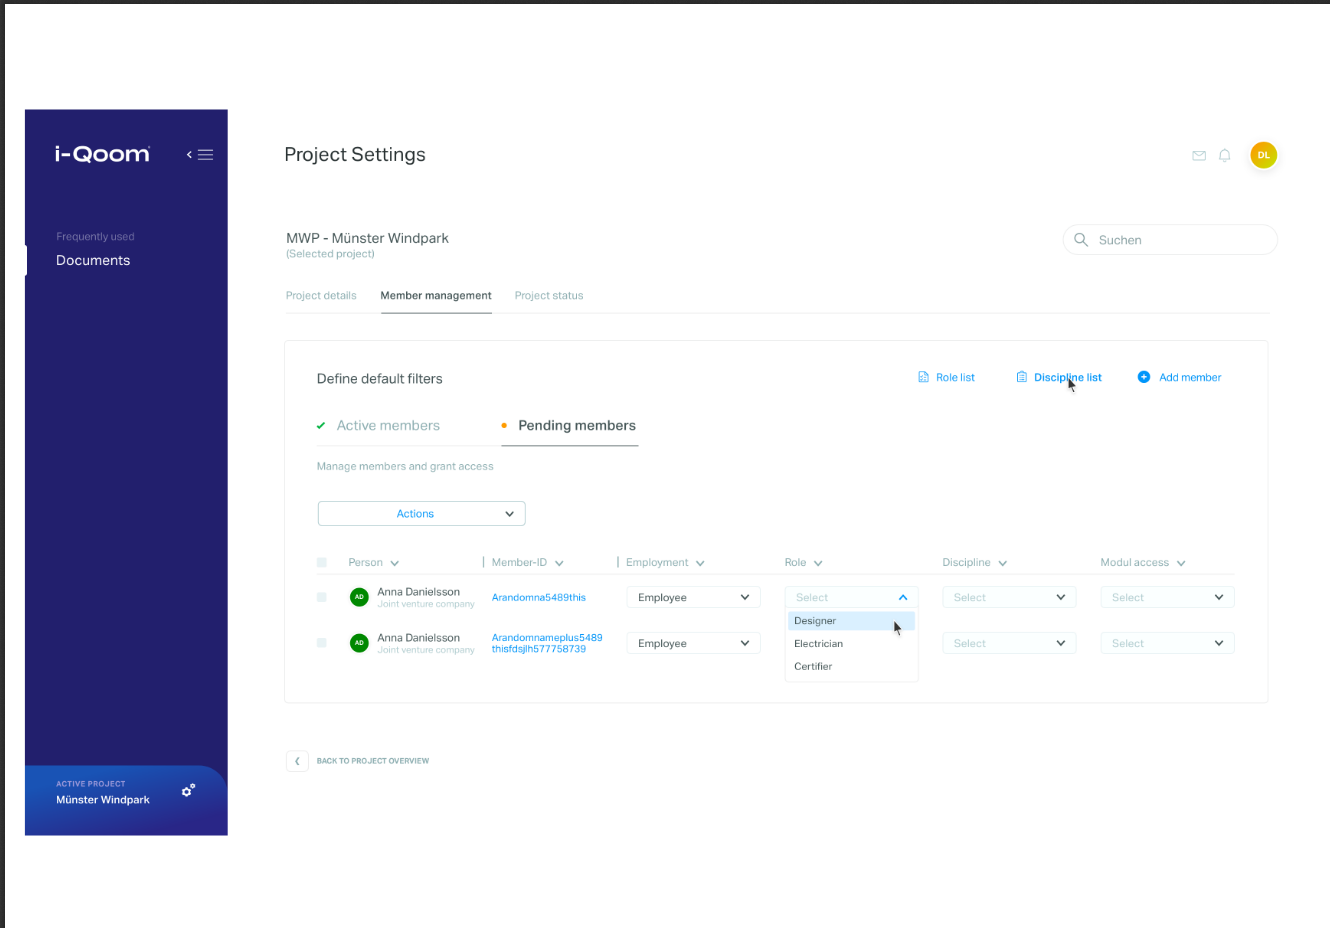 i-Qoom
Project Settings
DL
Frequently used
Documents
MWP - Münster Windpark
(Selected project)
Suchen
Project details
Member management
Project status
Define default filters
Role list
Discipline list
Add member
Active members
Pending members
Manage members and grant access
Actions
Person
Member-ID
Employment
Role
Discipline
Modul access
AD
Anna Danielsson
Joint venture company
Arandomna5489this
Employee
Select
Select
Select
Designer
Electrician
Certifier
AD
Anna Danielsson
Joint venture company
Arandomnameplus5489
thisfdsjlh577758739
Employee
Select
Select
BACK TO PROJECT OVERVIEW
ACTIVE PROJECT
Münster Windpark